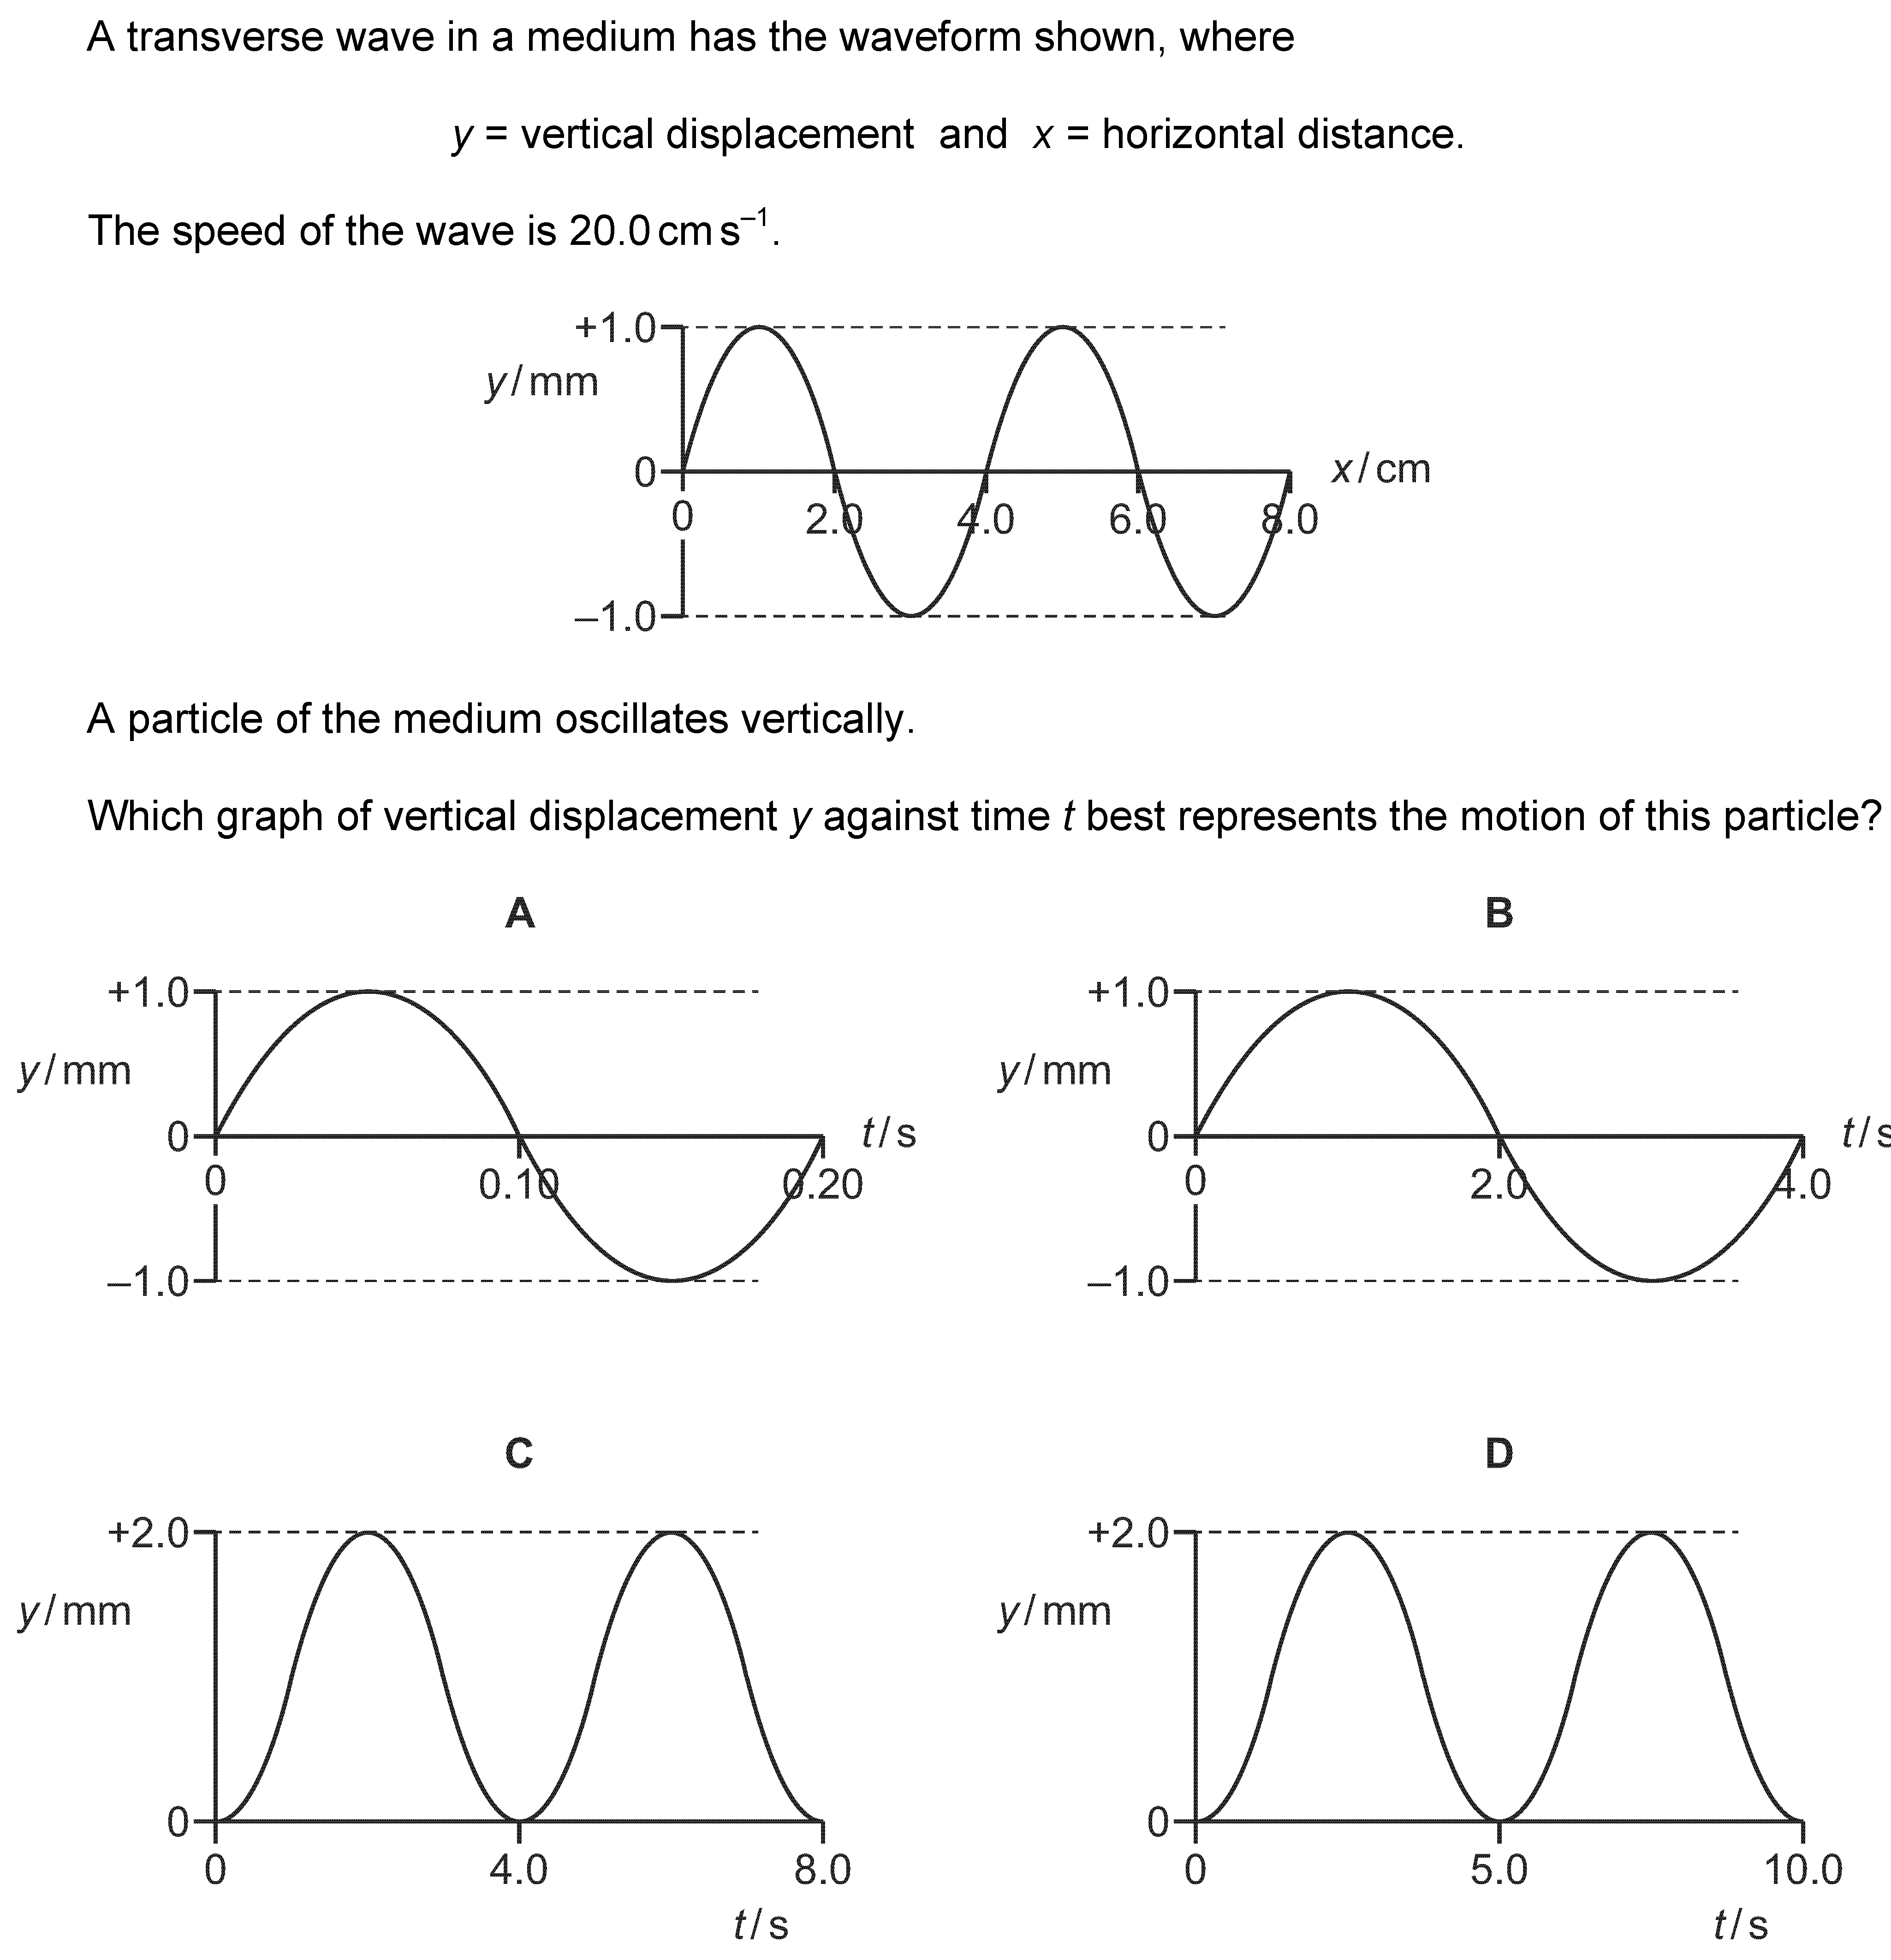 A transverse wave in a medium has the waveform shown, where
y = vertical displacement and x = horizontal distance.
The speed of the wave is 20.0 cm s⁻¹.
+1.0
y / mm
0
x / cm
0 2.0 4.0 6.0 8.0
–1.0
A particle of the medium oscillates vertically.
Which graph of vertical displacement y against time t best represents the motion of this particle?
A
+1.0
y / mm
0
t / s
0 0.10 0.20
–1.0
B
+1.0
y / mm
0
t / s
0 2.0 4.0
–1.0
C
+2.0
y / mm
0
0 4.0 8.0
t / s
D
+2.0
y / mm
0
0 5.0 10.0
t / s